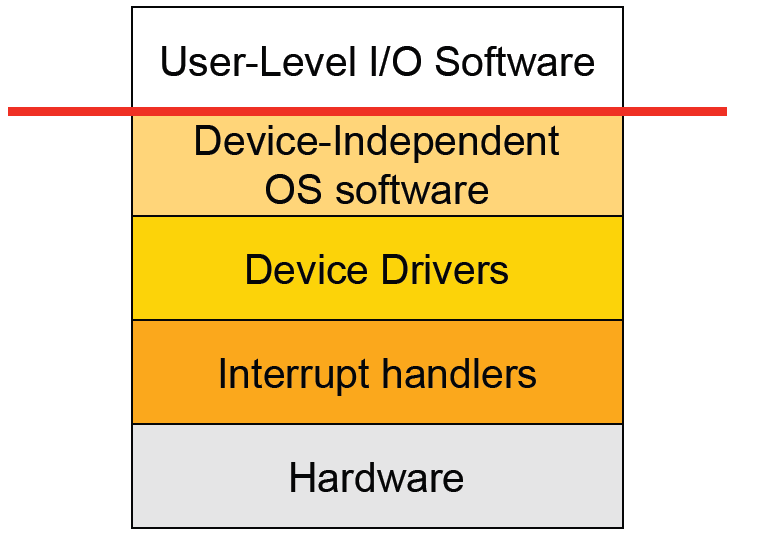 User-Level I/O Software
Device-Independent
OS software
Device Drivers
Interrupt handlers
Hardware